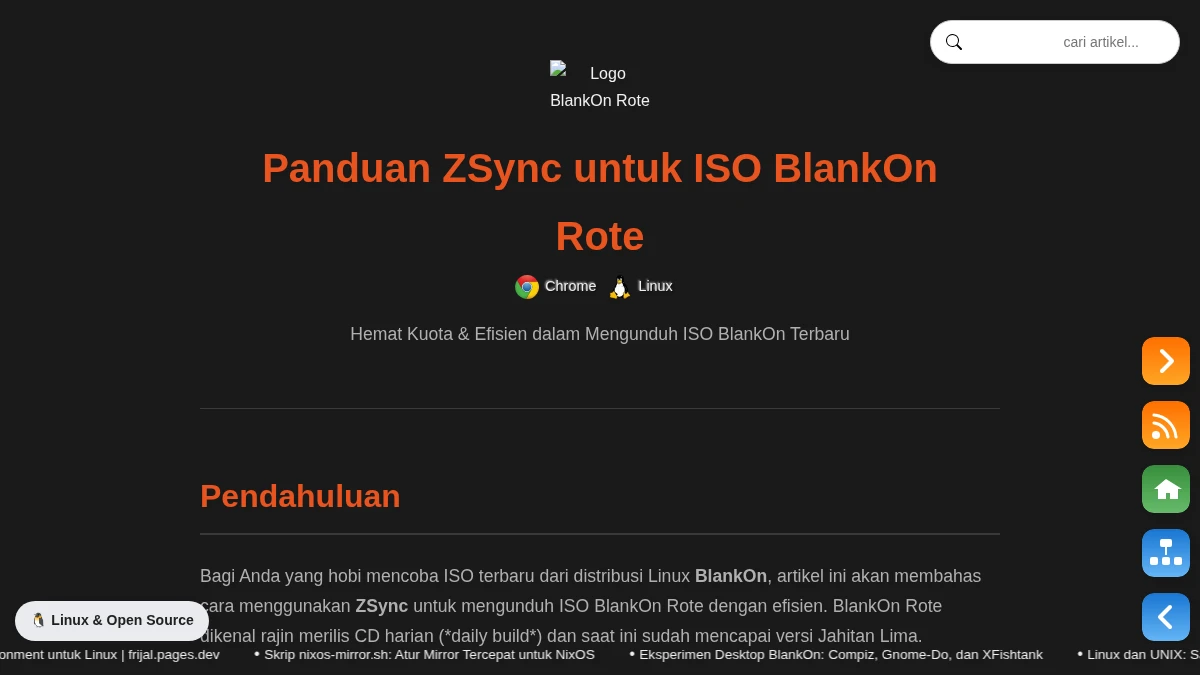 cari artikel...
Logo
BlankOn Rote
Panduan ZSync untuk ISO BlankOn
Rote
Chrome Linux
Hemat Kuota & Efisien dalam Mengunduh ISO BlankOn Terbaru
Pendahuluan
Bagi Anda yang hobi mencoba ISO terbaru dari distribusi Linux BlankOn, artikel ini akan membahas
cara menggunakan ZSync untuk mengunduh ISO BlankOn Rote dengan efisien. BlankOn Rote
dikenal rajin merilis CD harian (*daily build*) dan saat ini sudah mencapai versi Jahitan Lima.
Linux & Open Source
untuk Linux | frijal.pages.dev • Skrip nixos-mirror.sh: Atur Mirror Tercepat untuk NixOS • Eksperimen Desktop BlankOn: Compiz, Gnome-Do, dan XFishtank • Linux dan UNIX: